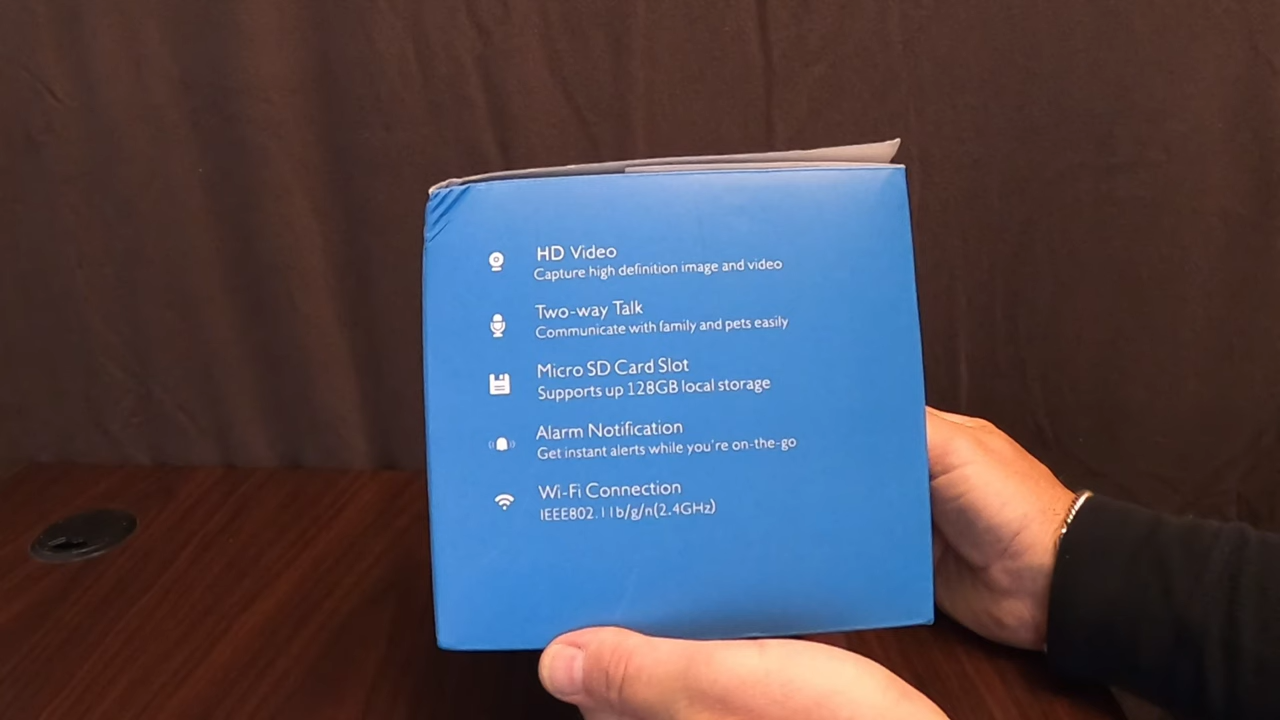 HD Video
Capture high definition image and video
Two-way Talk
Communicate with family and pets easily
Micro SD Card Slot
Supports up 128GB local storage
Alarm Notification
Get instant alerts while you're on-the-go
Wi-Fi Connection
IEEE802.11b/g/n(2.4GHz)